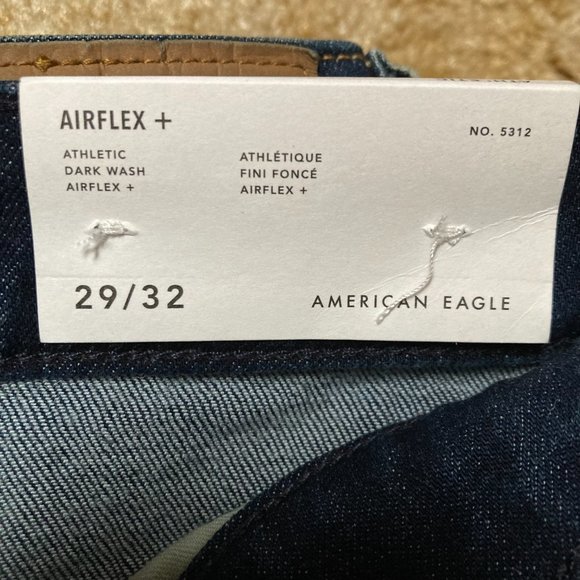 AIRFLEX +
NO. 5312
ATHLETIC
DARK WASH
AIRFLEX +
ATHLÉTIQUE
FINI FONCÉ
AIRFLEX +
29/32
AMERICAN EAGLE